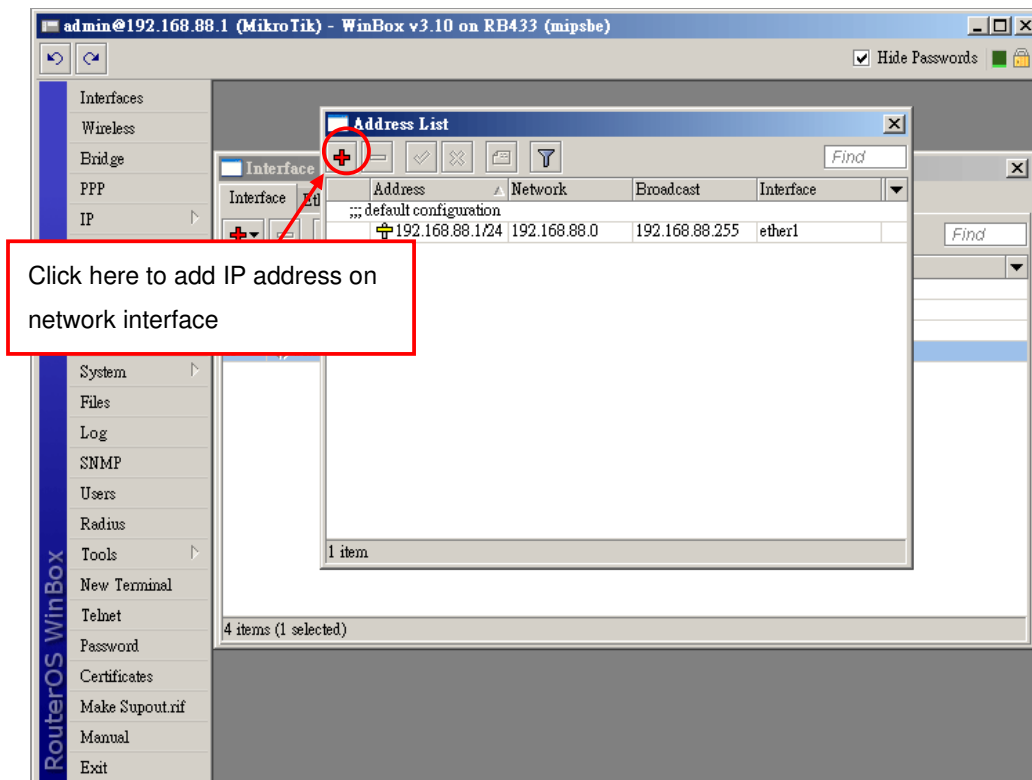 admin@192.168.88.1 (MikroTik) - WinBox v3.10 on RB433 (mipsbe)
Hide Passwords
Interfaces
Wireless
Bridge
PPP
IP
System
Files
Log
SNMP
Users
Radius
Tools
New Terminal
Telnet
Password
Certificates
Make Supout.rif
Manual
Exit
RouterOS WinBox
Interface
Interface
Find
4 items (1 selected)
Address List
Find
Address Network Broadcast Interface
;;; default configuration
192.168.88.1/24 192.168.88.0 192.168.88.255 ether1
1 item
Click here to add IP address on
network interface